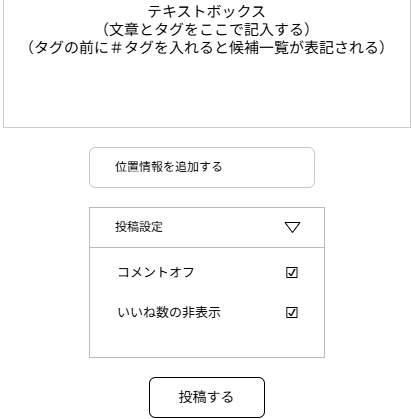 テキストボックス
（文章とタグをここで記入する）
（タグの前に＃タグを入れると候補一覧が表記される）
位置情報を追加する
投稿設定
コメントオフ
いいね数の非表示
投稿する